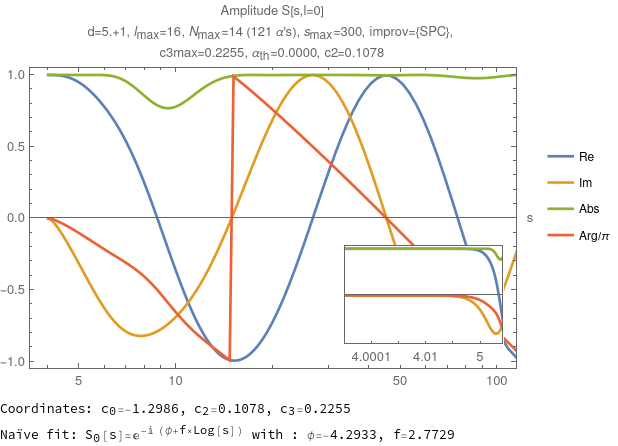 Amplitude S[s,l=0]
d=5.+1, lmax=16, Nmax=14 (121 α's), smax=300, improv={SPC},
c3max=0.2255, αth=0.0000, c2=0.1078
1.0
0.5
0.0
-0.5
-1.0
5
10
50
100
s
Re
Im
Abs
Arg/π
4.0001
4.01
5
Coordinates: c0=-1.2986, c2=0.1078, c3=0.2255
Naïve fit: S0[s]=e^-i (ϕ+f×Log[s]) with : ϕ=-4.2933, f=2.7729